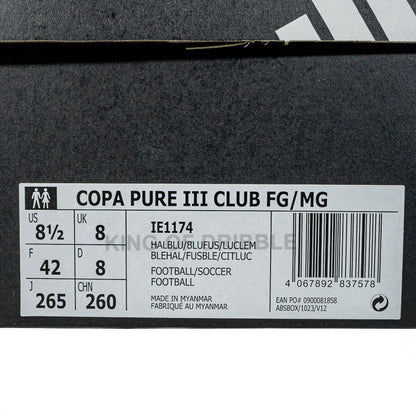 COPA PURE III CLUB FG/MG
US UK
8½ 8
F D
42 8
J CHN
265 260
IE1174
HALBLU/BLUFUS/LUCLEM
BLEHAL/FUSBLE/CITLUC
KING OF DRIBBLE
FOOTBALL/SOCCER
FOOTBALL
MADE IN MYANMAR
FABRIQUÉ AU MYANMAR
4 067892 837578
EAN PO# 0900081858
ABSBOX/1023/V12